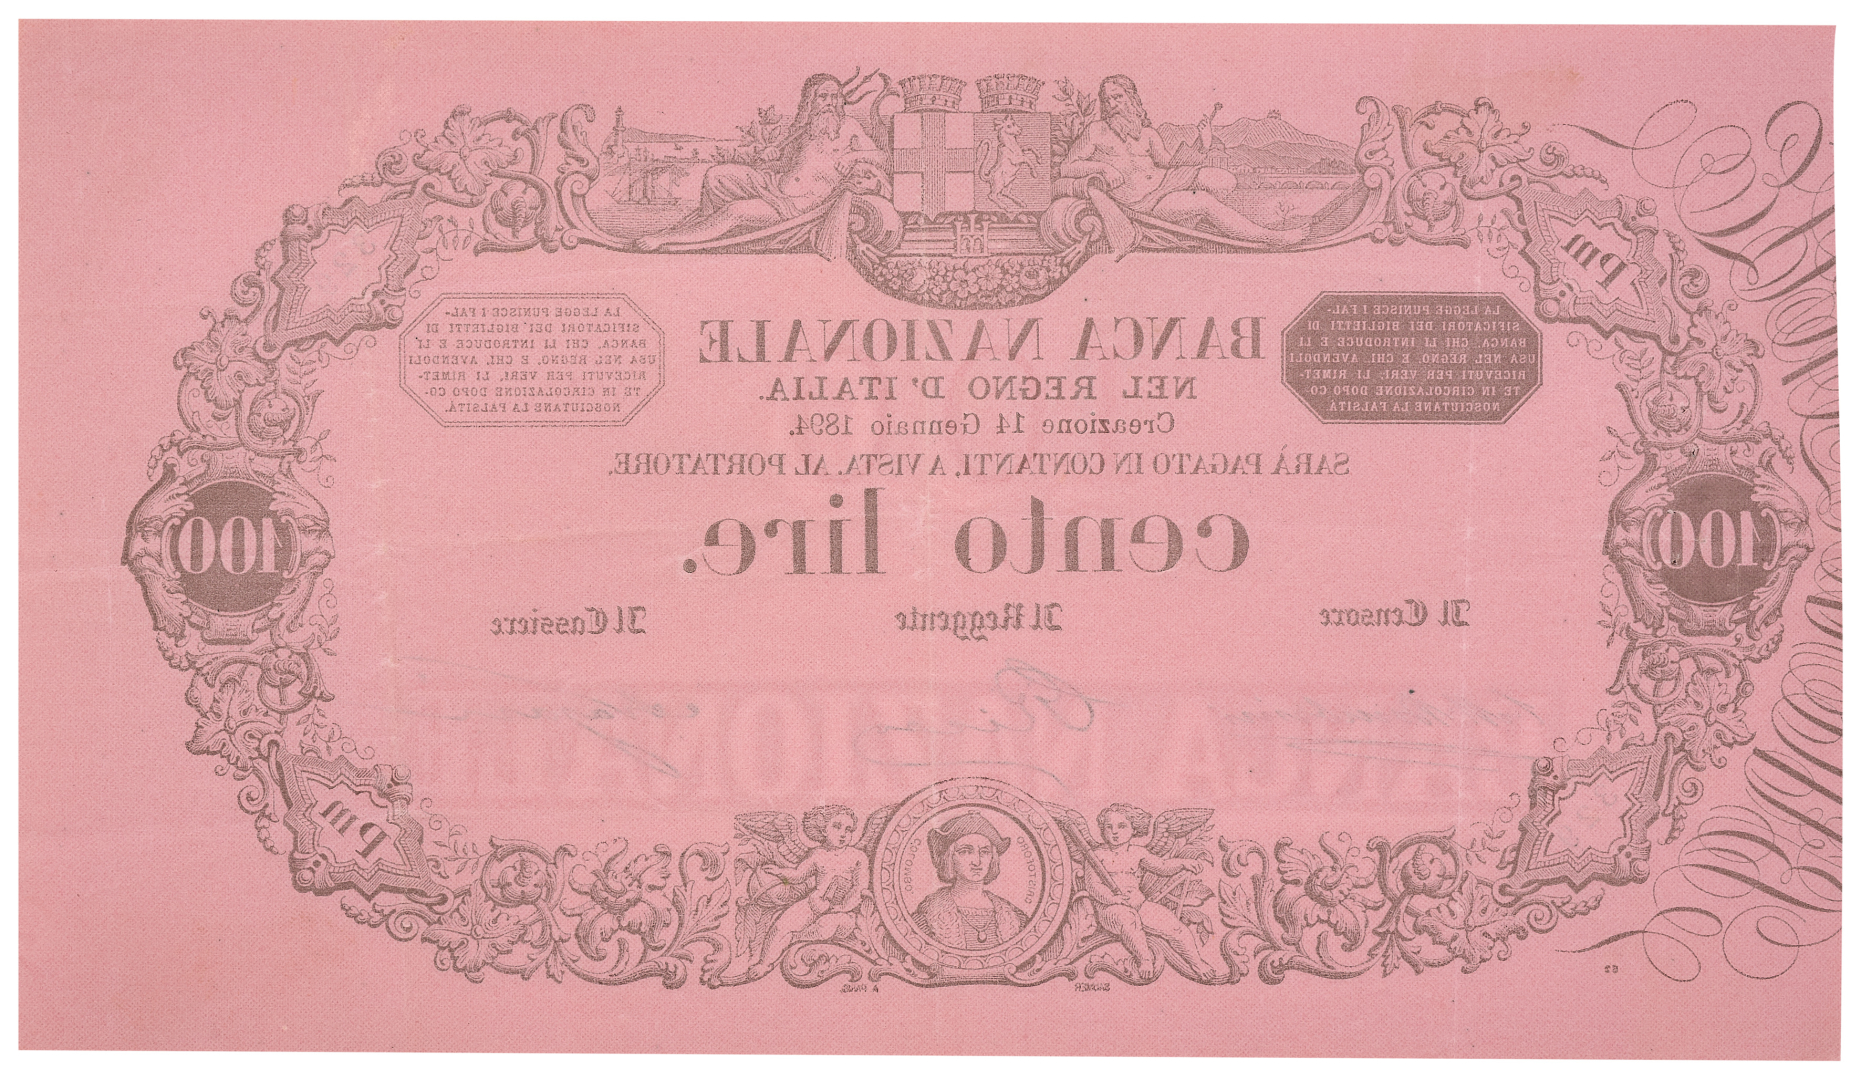 Pm
LA LEGGE PUNISCE I FAL-
SIFICATORI DEI BIGLIETTI DI
BANCA, CHI LI INTRODUCE E LI
USA NEL REGNO, E CHI, AVENDOLI
RICEVUTI PER VERI, LI RIMET-
TE IN CIRCOLAZIONE DOPO CO-
NOSCIUTANE LA FALSITÀ.
BANCA NAZIONALE
NEL REGNO D'ITALIA.
Creazione 14 Gennaio 1894.
SARÀ PAGATO IN CONTANTI, A VISTA, AL PORTATORE.
cento lire.
LA LEGGE PUNISCE I FAL-
SIFICATORI DEI BIGLIETTI DI
BANCA, CHI LI INTRODUCE E LI
USA NEL REGNO, E CHI, AVENDOLI
RICEVUTI PER VERI, LI RIMET-
TE IN CIRCOLAZIONE DOPO CO-
NOSCIUTANE LA FALSITÀ.
100
100
Il Censore
Il Reggente
Il Cassiere
BANCA NAZIONALE
Pm
CRISTOFORO
COLOMBO